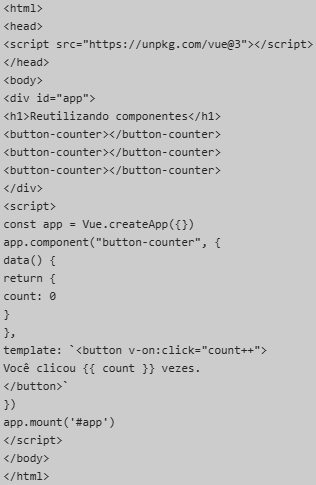 <html>
<head>
<script src="https://unpkg.com/vue@3"></script>
</head>
<body>
<div id="app">
<h1>Reutilizando componentes</h1>
<button-counter></button-counter>
<button-counter></button-counter>
<button-counter></button-counter>
</div>
<script>
const app = Vue.createApp({})
app.component("button-counter", {
data() {
return {
count: 0
}
},
template: `<button v-on:click="count++">
Você clicou {{ count }} vezes.
</button>`
})
app.mount('#app')
</script>
</body>
</html>